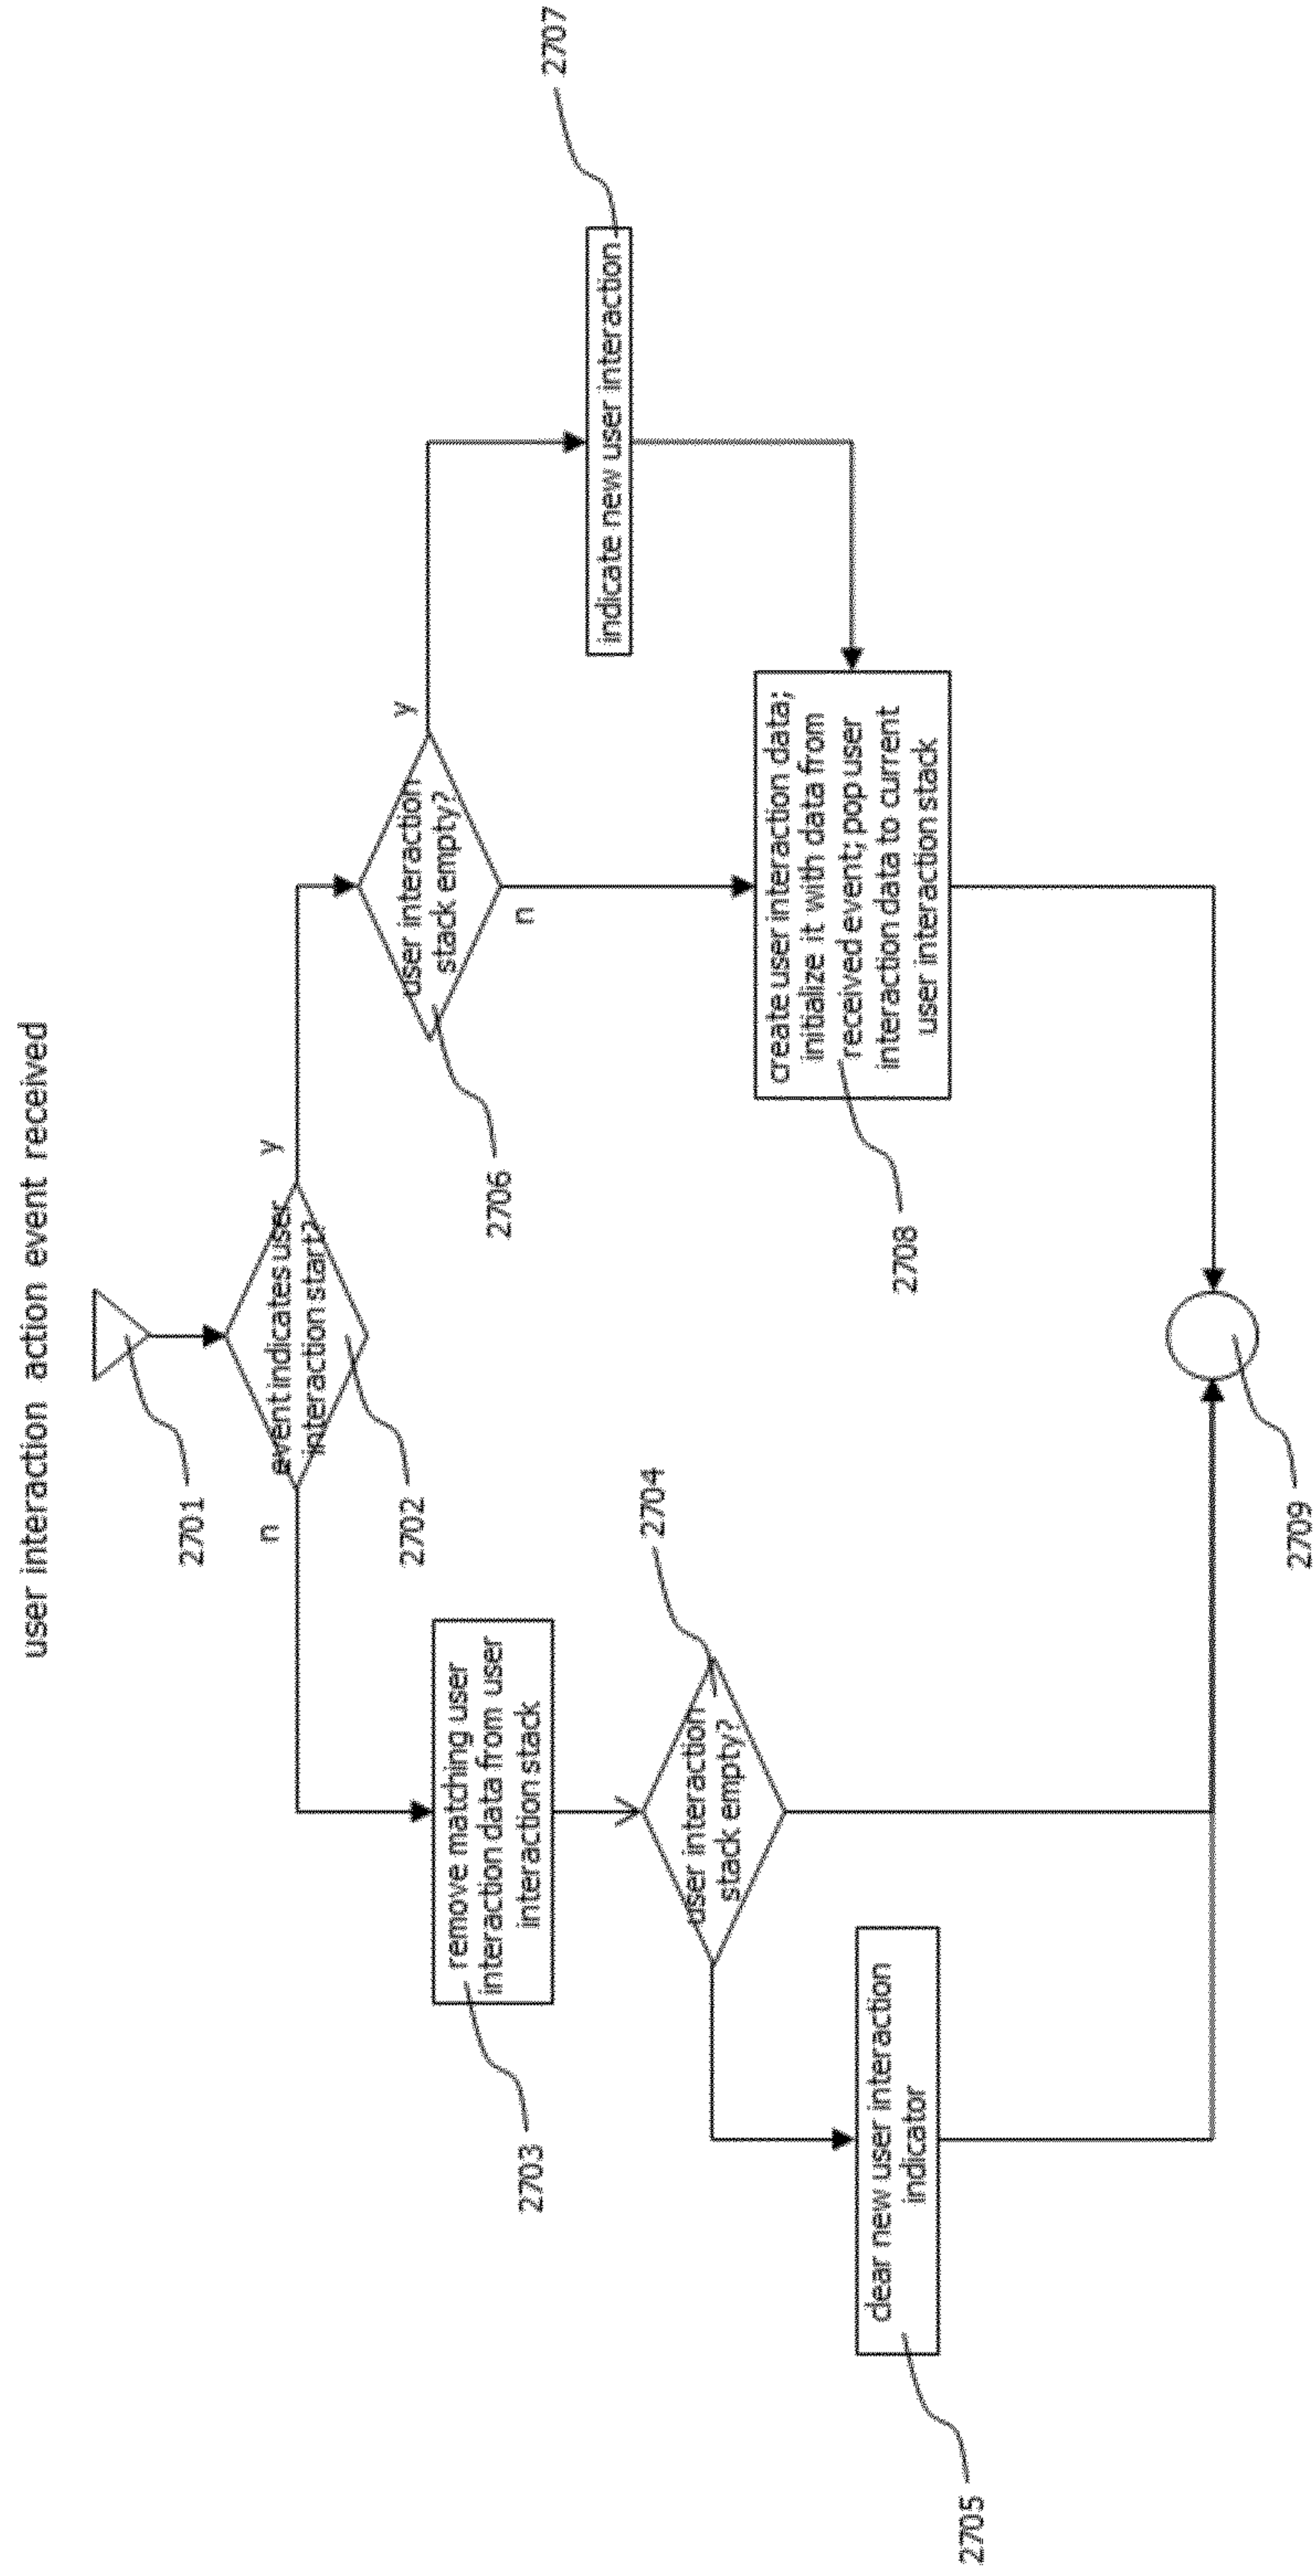 user interaction action event received
2701
event indicates user
interaction start?
2702
n
y
remove matching user
interaction data from user
interaction stack
2703
user interaction
stack empty?
2704
clear new user interaction
indicator
2705
user interaction
stack empty?
2706
y
n
indicate new user interaction
2707
create user interaction data;
initialize it with data from
received event; pop user
interaction data to current
user interaction stack
2708
2709